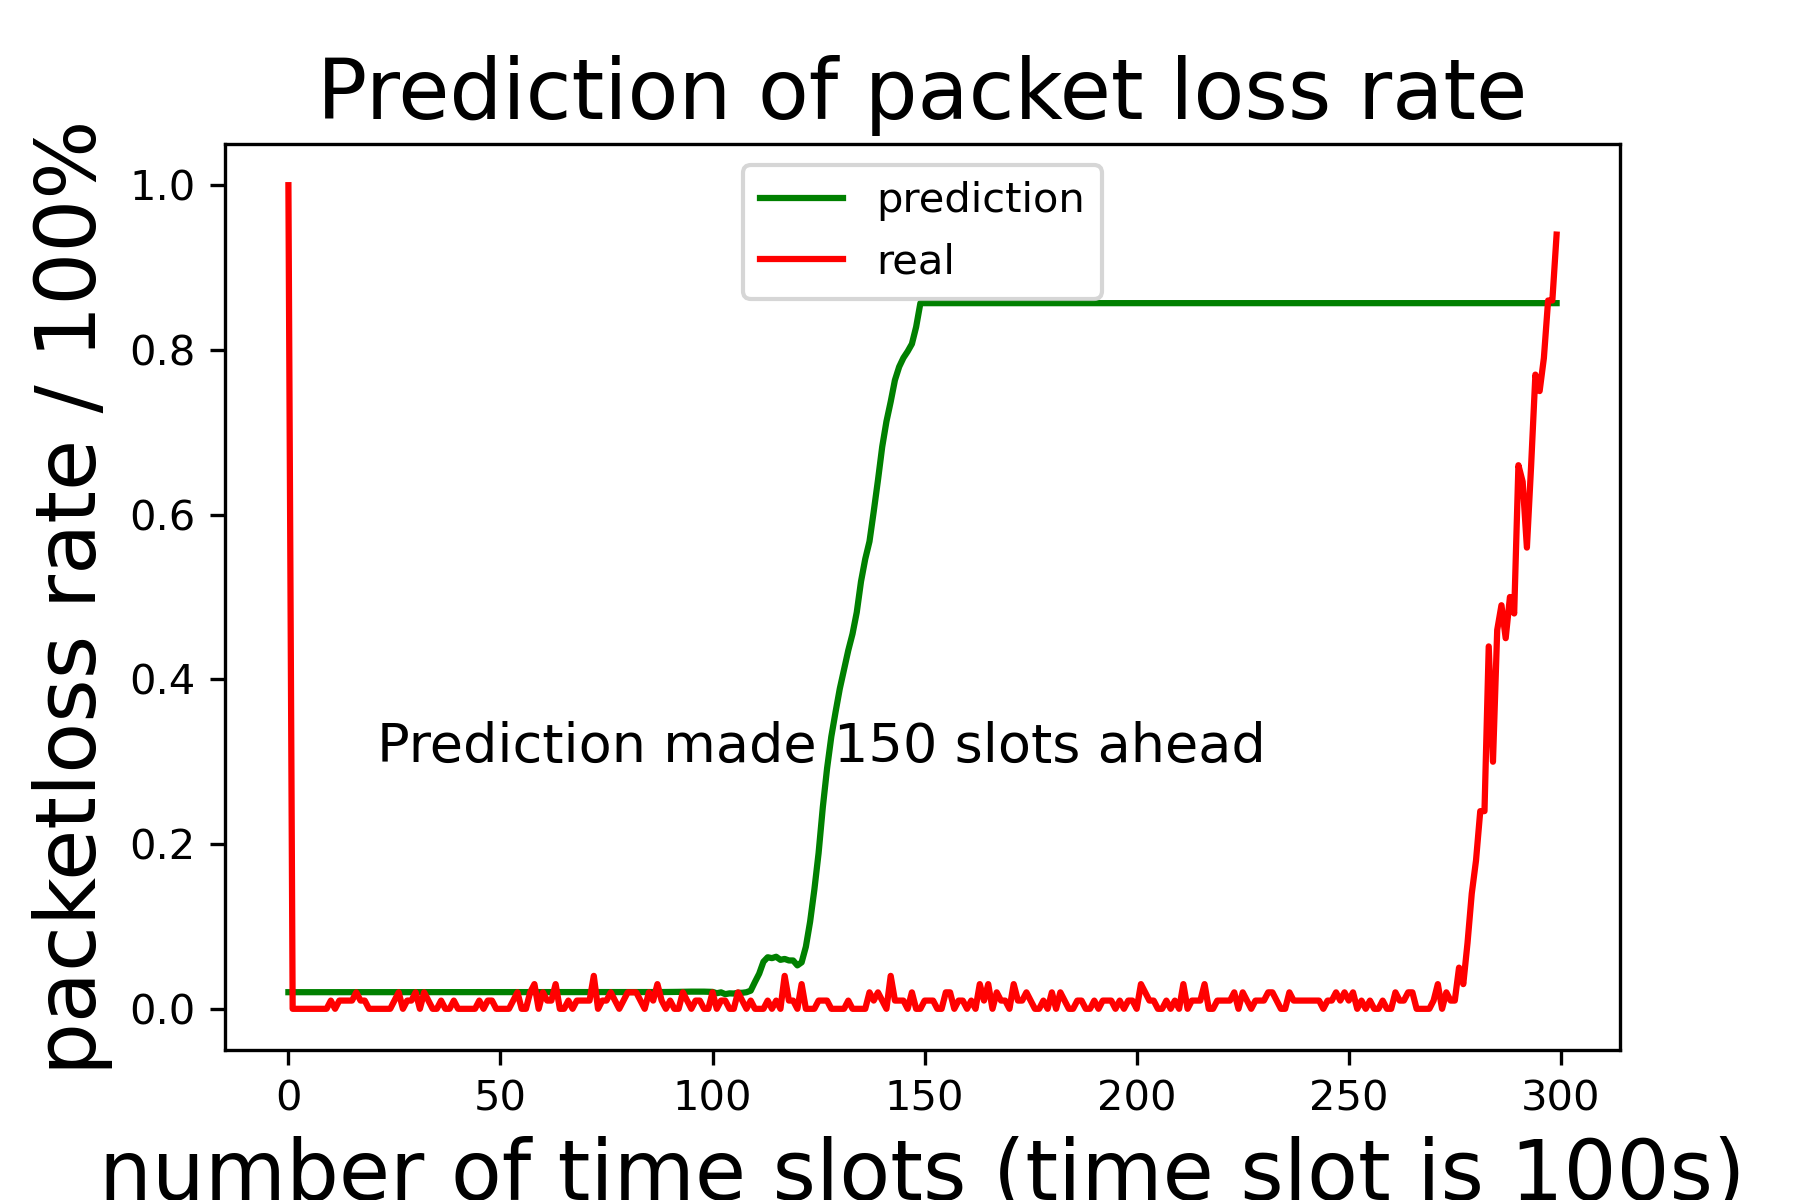 Prediction of packet loss rate
packetloss rate / 100%
1.0
0.8
0.6
0.4
0.2
0.0
prediction
real
Prediction made 150 slots ahead
0 50 100 150 200 250 300
number of time slots (time slot is 100s)